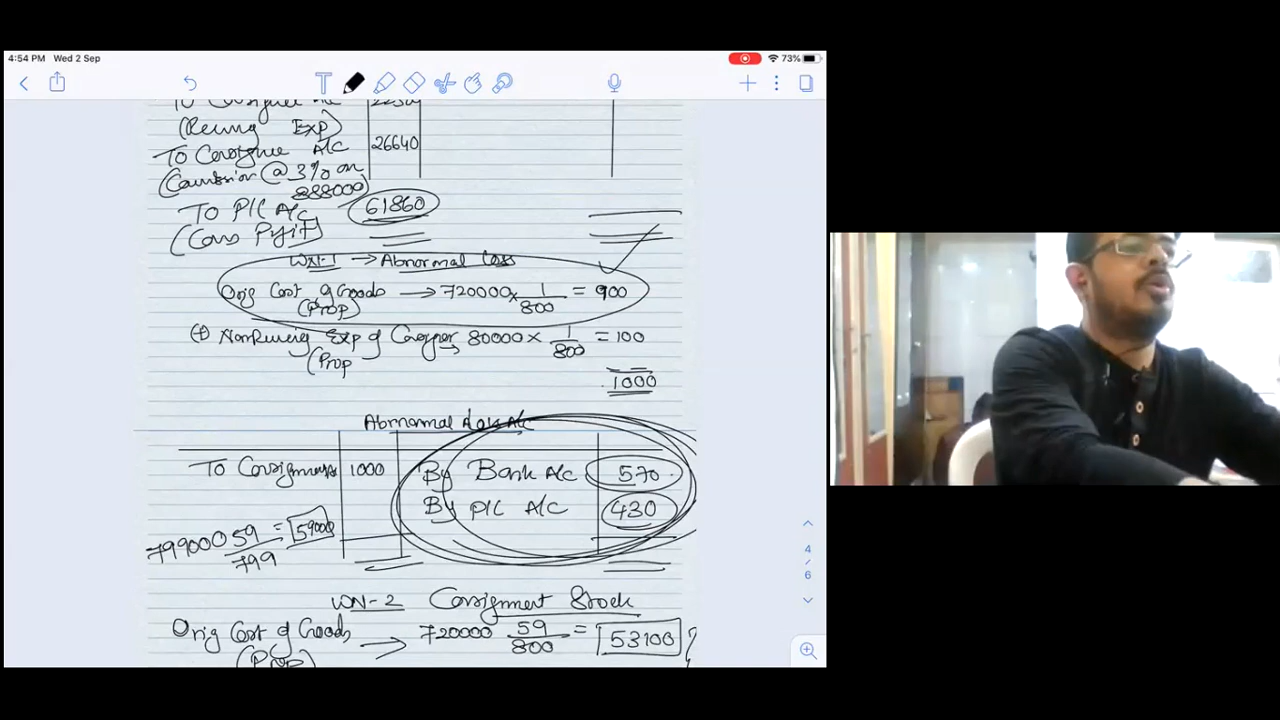 4:54 PM Wed 2 Sep 73%
(Recurring Exp)
To Consignee A/C 26640
(Commission @ 3% on
888000)
To P/L A/C 61860
(Cons Profit)
WN-1 → Abnormal Loss
Orig Cost of Goods → 720000 × 1/800 = 900
(Prop)
(+) NonRecurring Exp of Consignor → 80000 × 1/800 = 100
(Prop
1000
Abnormal Loss A/C
To Consignment 1000 By Bank A/C 570
By P/L A/C 430
799000 59/799 = 59000
WN-2 Consignment Stock
Orig Cost of Goods → 720000 59/800 = 53100
(Prop)
4
/
6